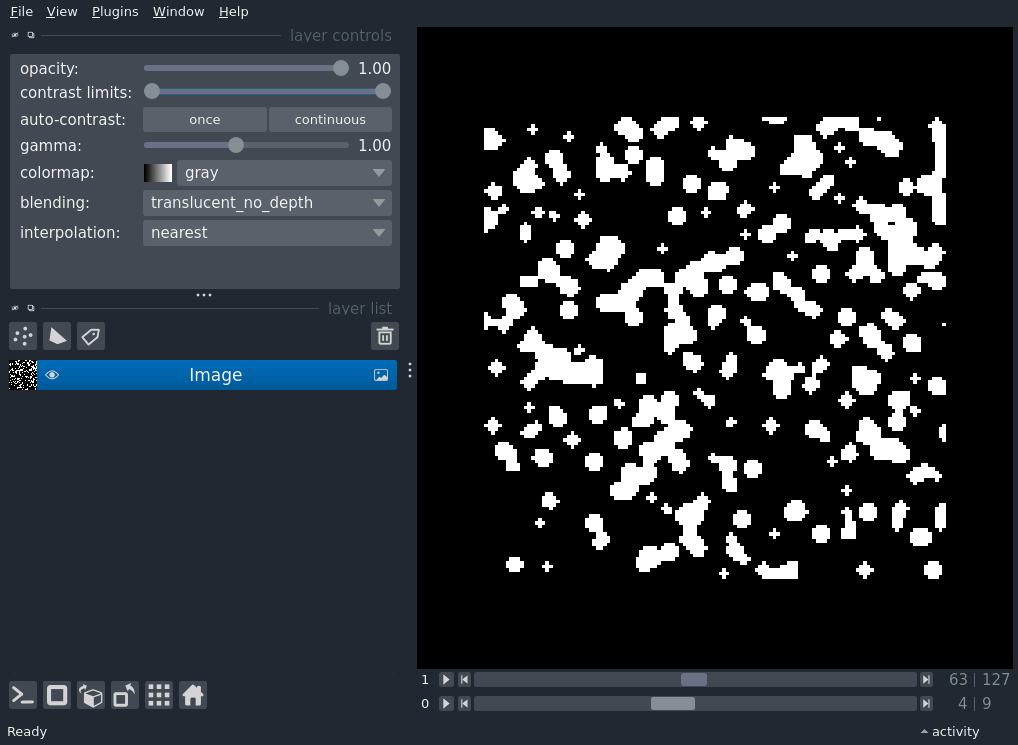 File View Plugins Window Help
layer controls
opacity: 1.00
contrast limits:
auto-contrast: once continuous
gamma: 1.00
colormap: gray
blending: translucent_no_depth
interpolation: nearest
layer list
Image
1 63 | 127
0 4 | 9
Ready activity